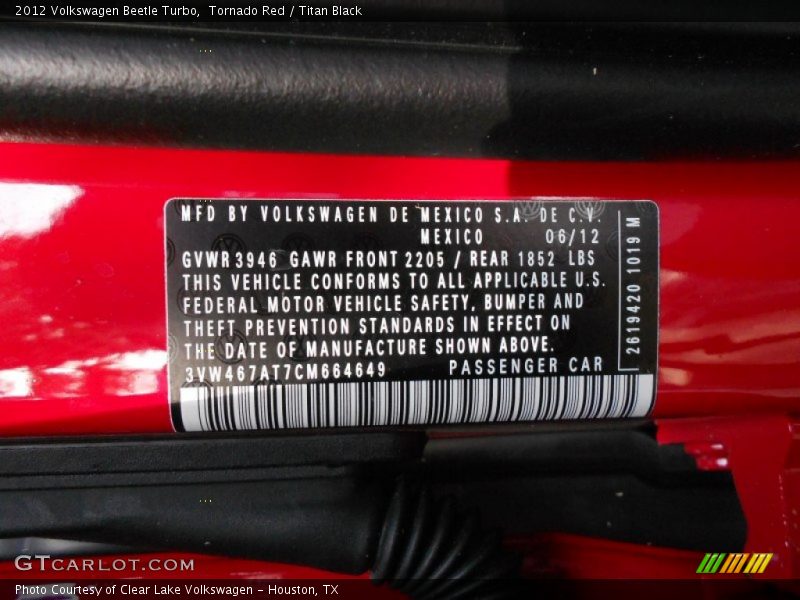 2012 Volkswagen Beetle Turbo,  Tornado Red / Titan Black
MFD BY VOLKSWAGEN DE MEXICO S.A. DE C.V.
MEXICO 06/12
GVWR 3946 GAWR FRONT 2205 / REAR 1852 LBS
THIS VEHICLE CONFORMS TO ALL APPLICABLE U.S.
FEDERAL MOTOR VEHICLE SAFETY, BUMPER AND
THEFT PREVENTION STANDARDS IN EFFECT ON
THE DATE OF MANUFACTURE SHOWN ABOVE.
3VW467AT7CM664649 PASSENGER CAR
2619420 1019 M
GTCARLOT.COM
Photo Courtesy of Clear Lake Volkswagen - Houston, TX